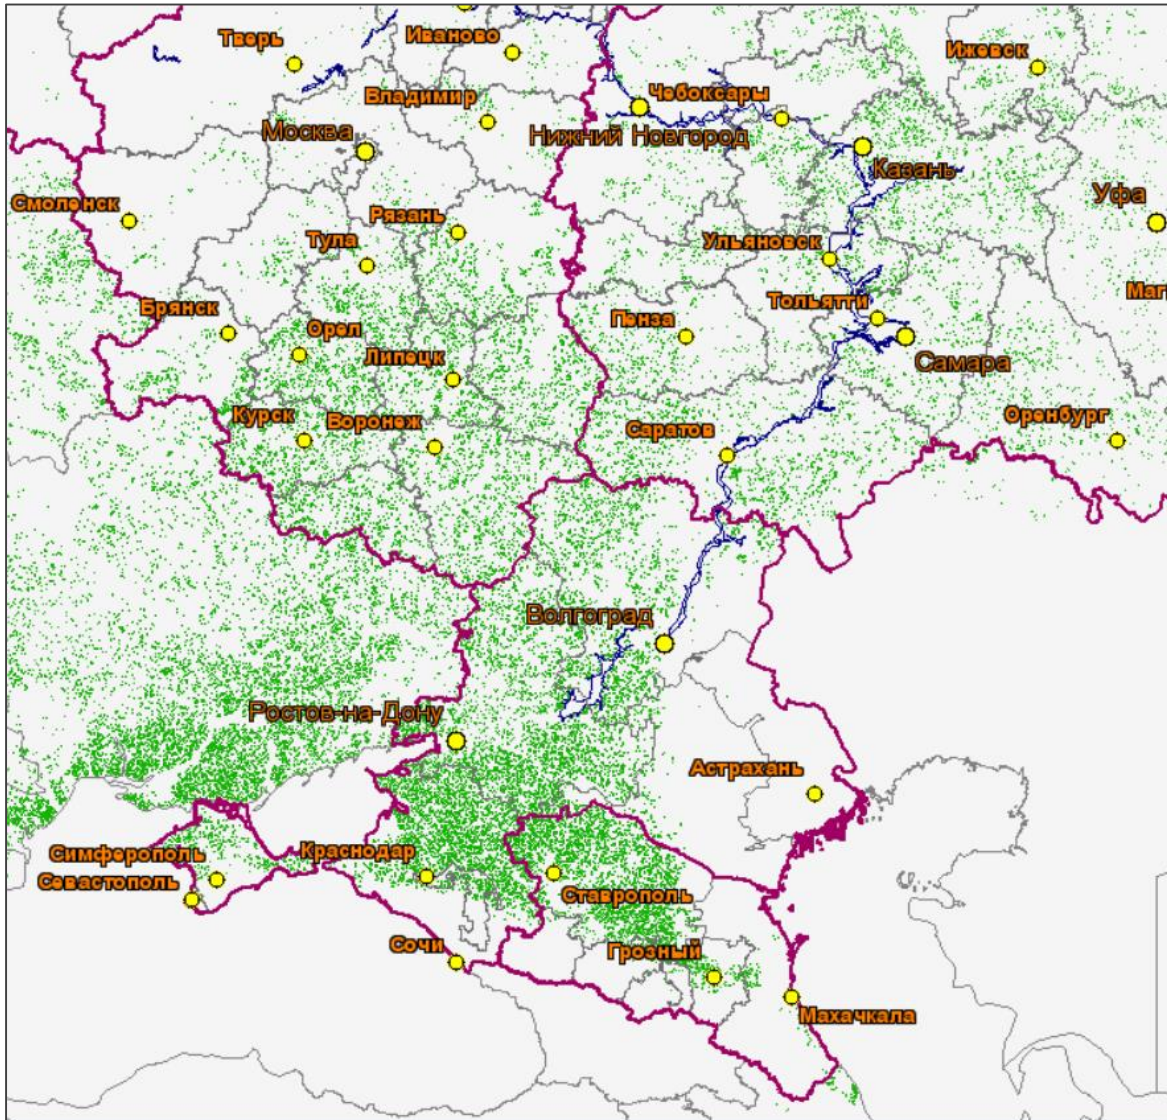 Тверь
Иваново
Ижевск
Владимир
Чебоксары
Москва
Нижний Новгород
Казань
Смоленск
Рязань
Уфа
Тула
Ульяновск
Тольятти
Брянск
Орел
Пенза
Липецк
Самара
Курск
Воронеж
Саратов
Оренбург
Волгоград
Ростов-на-Дону
Астрахань
Симферополь
Краснодар
Севастополь
Ставрополь
Сочи
Грозный
Махачкала